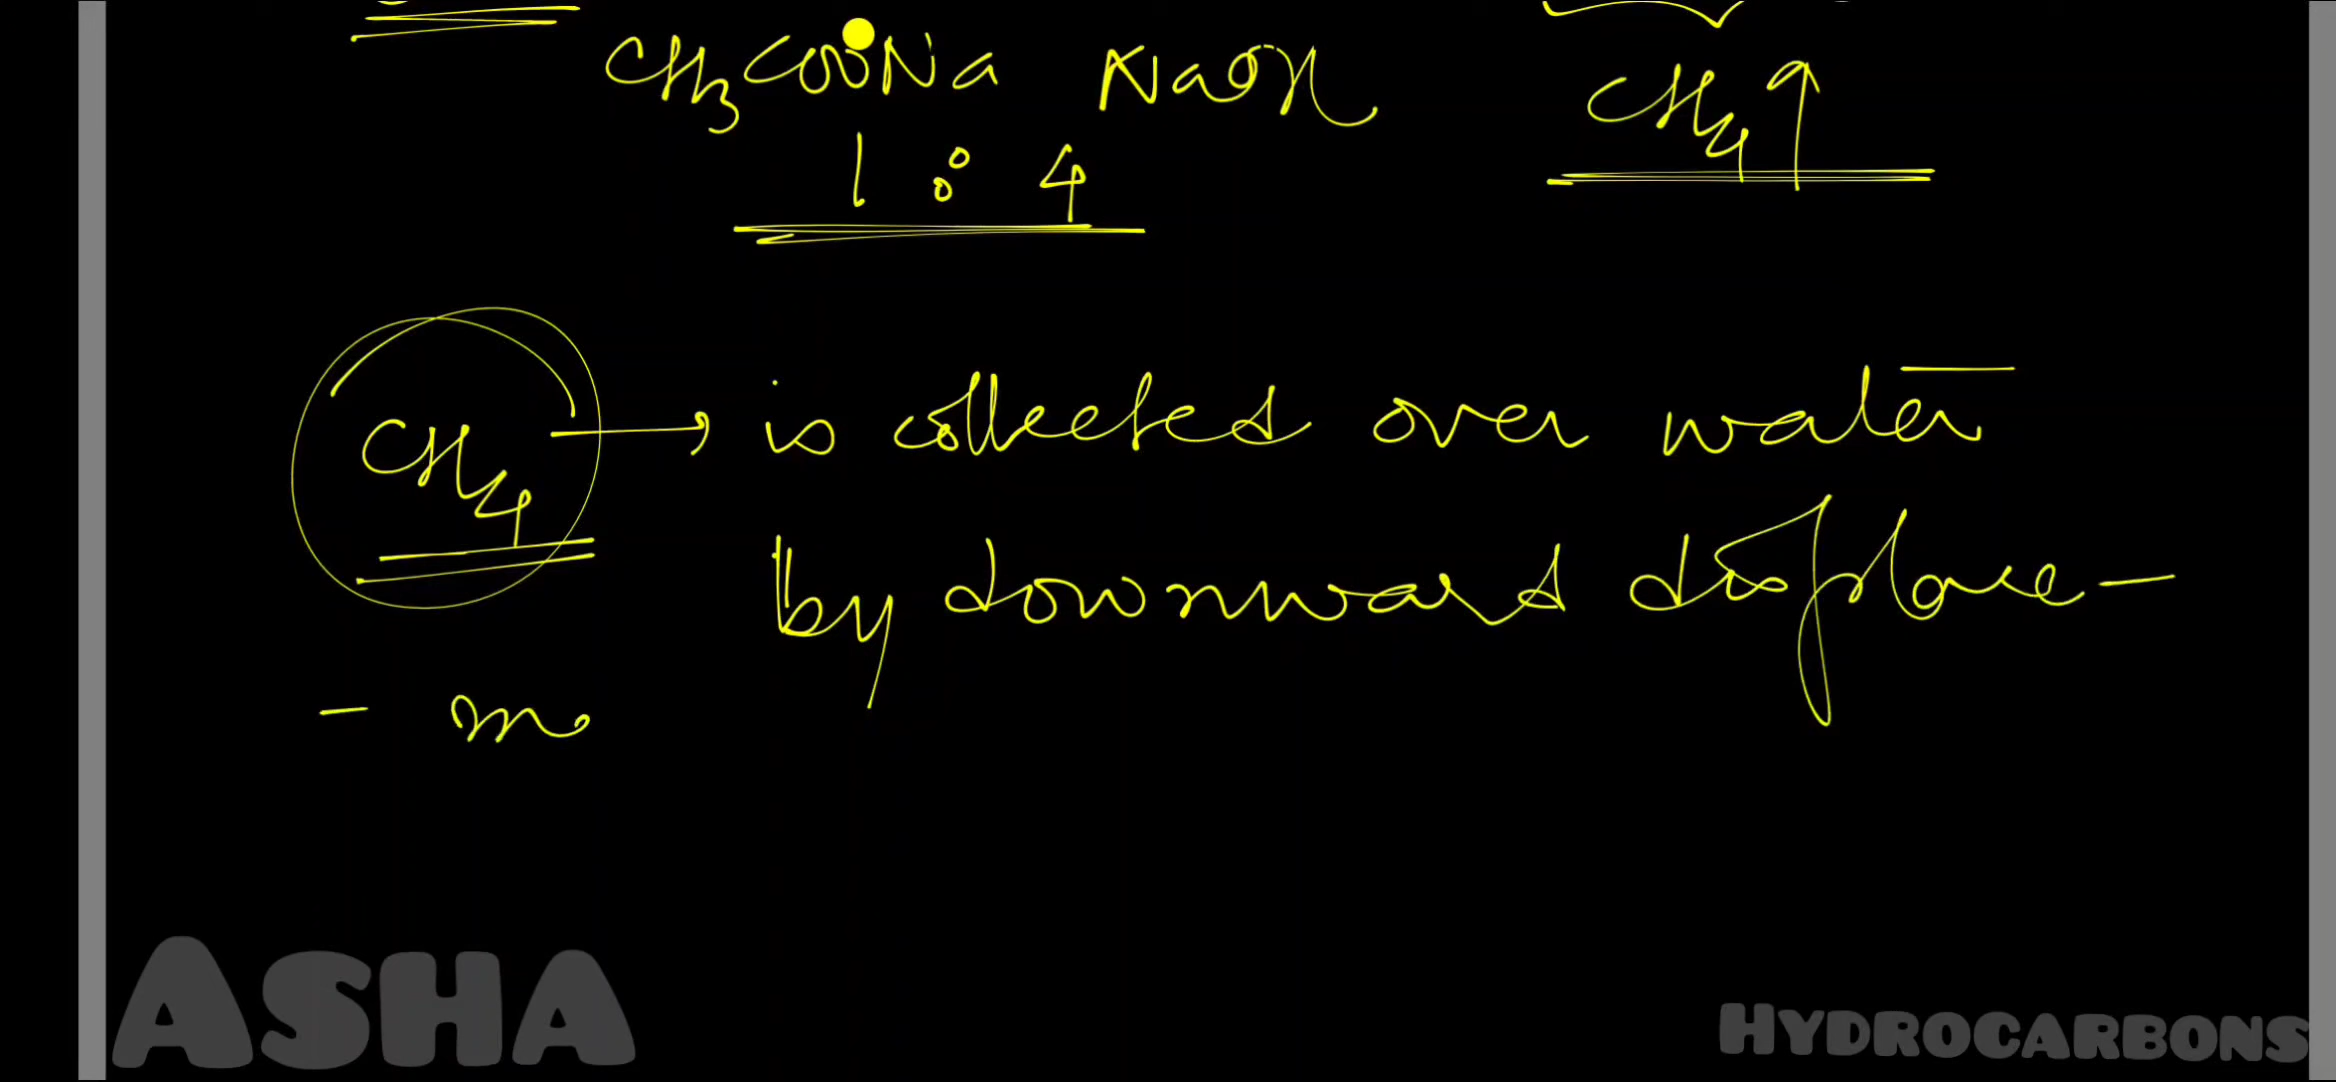 CH3COONa NaOH CH4↑
1 : 4
CH4 → is collected over water
by downward displace-
- m
ASHA
HYDROCARBONS